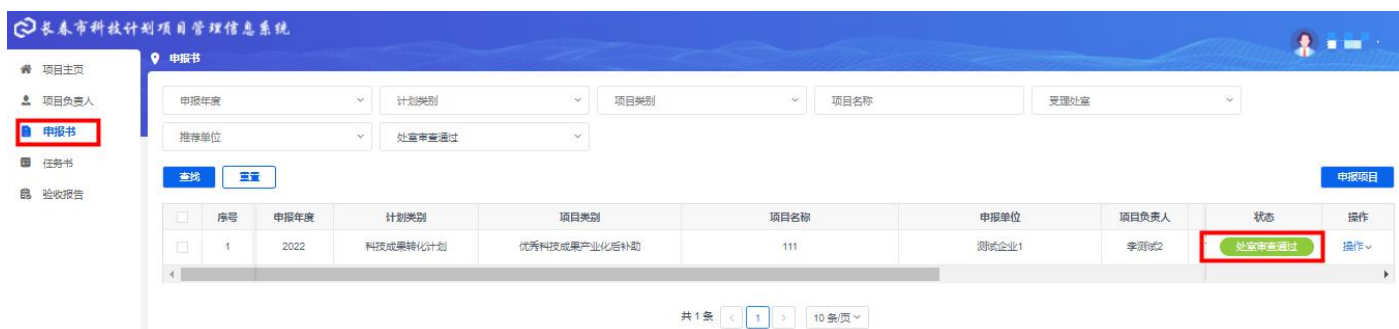 长春市科技计划项目管理信息系统
项目主页
项目负责人
申报书
任务书
验收报告
申报书
申报年度 计划类别 项目类别 项目名称 受理处室
推荐单位 处室审查通过
查找 重置 申报项目
序号 申报年度 计划类别 项目类别 项目名称 申报单位 项目负责人 状态 操作
1 2022 科技成果转化计划 优秀科技成果产业化后补助 111 测试企业1 李测试2 处室审查通过 操作
共 1 条 1 10 条/页